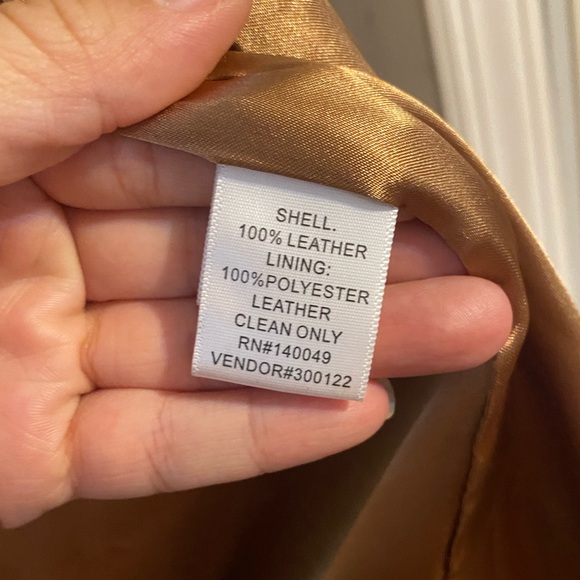 SHELL.
100% LEATHER
LINING:
100%POLYESTER
LEATHER
CLEAN ONLY
RN#140049
VENDOR#300122